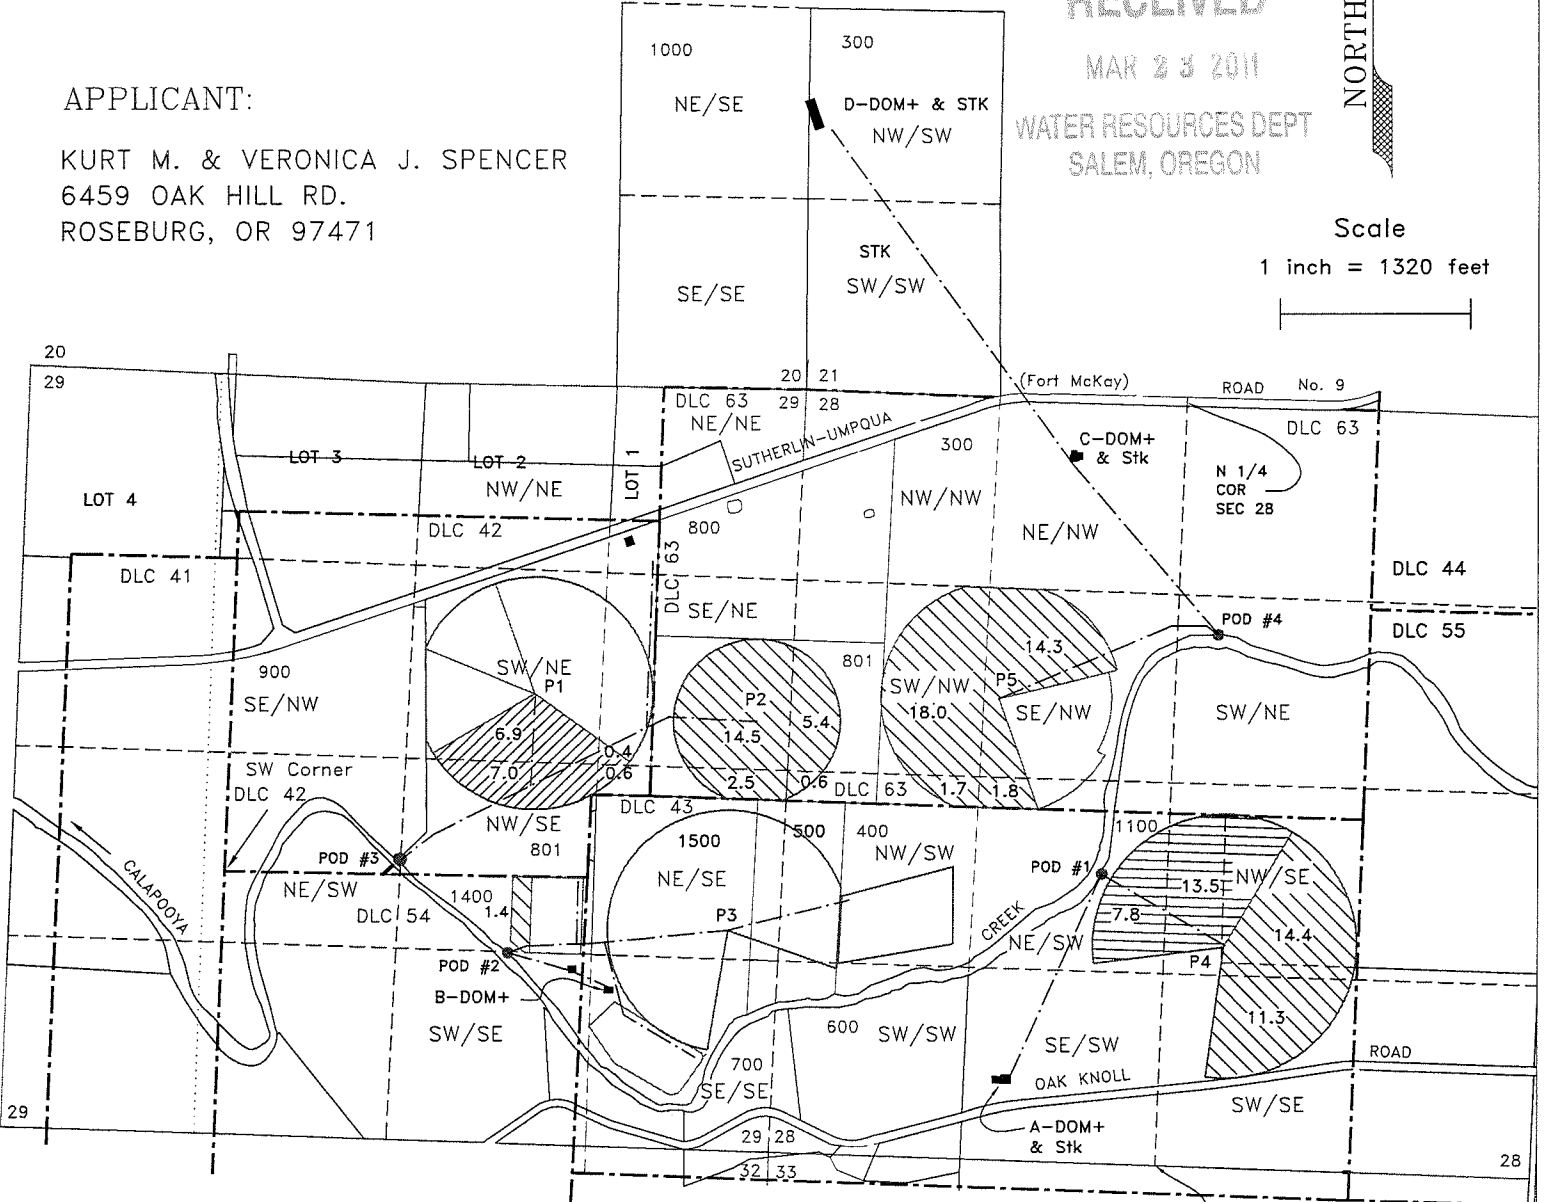 RECEIVED
MAR 23 2011
WATER RESOURCES DEPT
SALEM, OREGON
NORTH
Scale
1 inch = 1320 feet
APPLICANT:
KURT M. & VERONICA J. SPENCER
6459 OAK HILL RD.
ROSEBURG, OR 97471
1000
300
NE/SE
D-DOM+ & STK
NW/SW
STK
SE/SE
SW/SW
20
29
20 21
29 28
(Fort McKay)
ROAD No. 9
DLC 63
NE/NE
SUTHERLIN-UMPQUA
DLC 63
LOT 3
LOT 2
LOT 1
NW/NE
LOT 4
300
C-DOM+
& Stk
N 1/4
COR
SEC 28
NW/NW
NE/NW
DLC 42
800
DLC 41
DLC 63
DLC 44
SE/NE
POD #4
DLC 55
900
SE/NW
SW/NE
P1
801
14.3
P5
SW/NW
18.0
SE/NW
SW/NE
P2
5.4
14.5
6.9
0.4
7.0
0.6
2.5
0.6
DLC 63
1.7
1.8
SW Corner
DLC 42
DLC 43
NW/SE
801
1500
500
400
NW/SW
1100
POD #3
NE/SW
NE/SE
POD #1
13.5
NW/SE
CALAPOOYA
CREEK
1400
1.4
DLC 54
P3
7.8
14.4
NE/SW
P4
POD #2
B-DOM+
SW/SE
600
SW/SW
SE/SW
11.3
700
SE/SE
OAK KNOLL
ROAD
SW/SE
A-DOM+
& Stk
29
29 28
32 33
28